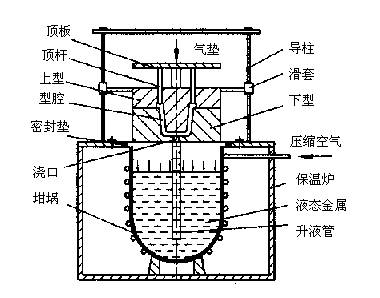 顶板
气垫
导柱
顶杆
上型
滑套
型腔
下型
密封垫
压缩空气
浇口
保温炉
坩埚
液态金属
升液管